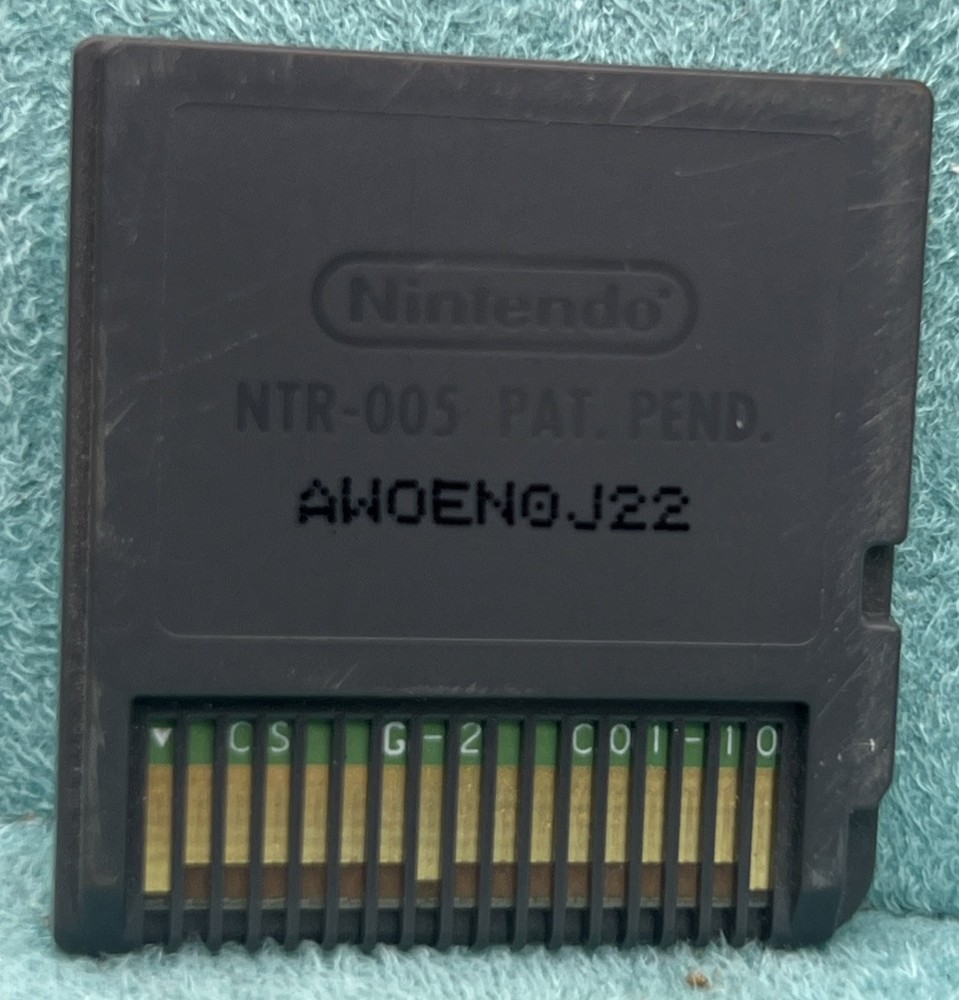 Nintendo
NTR-005 PAT. PEND.
AWOEN0J22
▼ CS G-2 C01-10